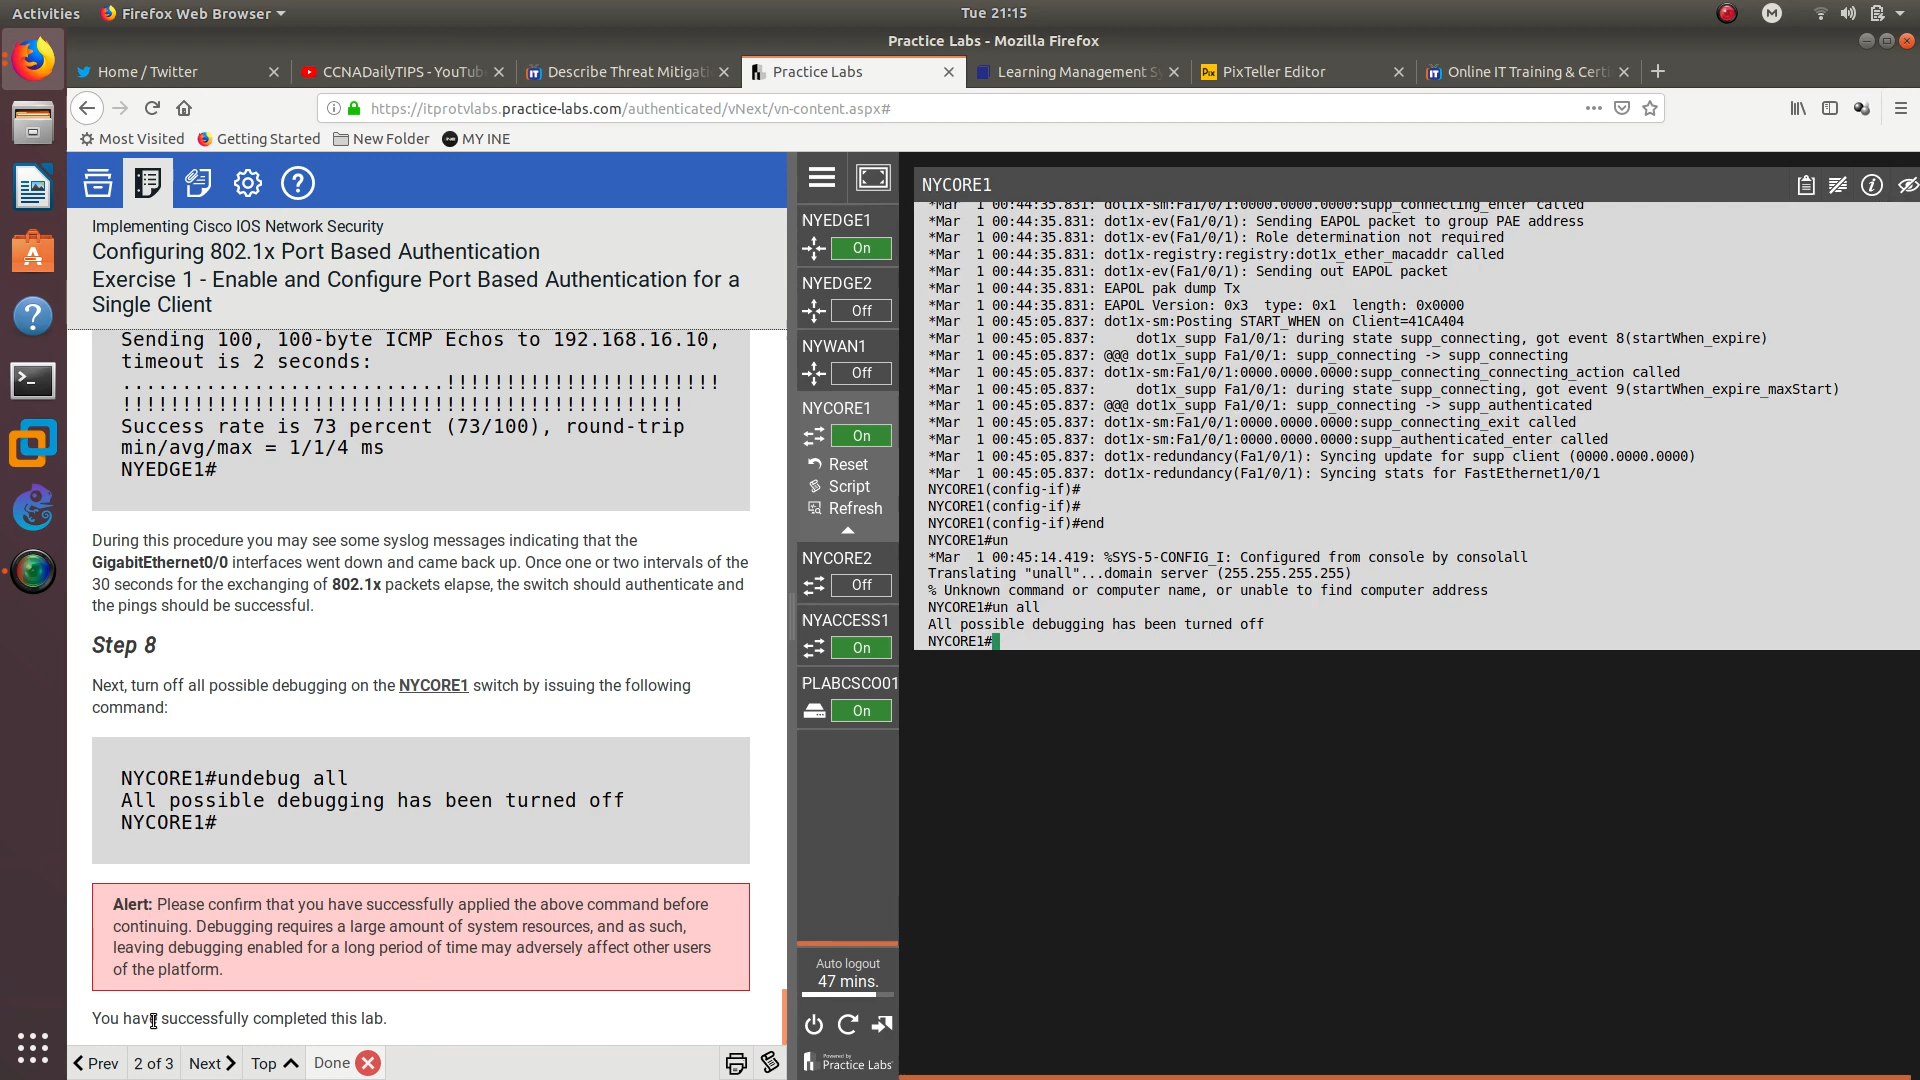 Activities
Firefox Web Browser
Tue 21:15
M
Practice Labs - Mozilla Firefox
Home / Twitter
CCNADailyTIPS - YouTub
Describe Threat Mitigati
Practice Labs
Learning Management S
PixTeller Editor
Online IT Training & Certi
https://itprotvlabs.practice-labs.com/authenticated/vNext/vn-content.aspx#
Most Visited
Getting Started
New Folder
MY INE
Implementing Cisco IOS Network Security
Configuring 802.1x Port Based Authentication
Exercise 1 - Enable and Configure Port Based Authentication for a
Single Client
Sending 100, 100-byte ICMP Echos to 192.168.16.10,
timeout is 2 seconds:
...........................!!!!!!!!!!!!!!!!!!!!!!!
!!!!!!!!!!!!!!!!!!!!!!!!!!!!!!!!!!!!!!!!!!!!!!!
Success rate is 73 percent (73/100), round-trip
min/avg/max = 1/1/4 ms
NYEDGE1#
During this procedure you may see some syslog messages indicating that the
GigabitEthernet0/0 interfaces went down and came back up. Once one or two intervals of the
30 seconds for the exchanging of 802.1x packets elapse, the switch should authenticate and
the pings should be successful.
Step 8
Next, turn off all possible debugging on the NYCORE1 switch by issuing the following
command:
NYCORE1#undebug all
All possible debugging has been turned off
NYCORE1#
Alert: Please confirm that you have successfully applied the above command before
continuing. Debugging requires a large amount of system resources, and as such,
leaving debugging enabled for a long period of time may adversely affect other users
of the platform.
You have successfully completed this lab.
Prev
2 of 3
Next
Top
Done
NYEDGE1
On
NYEDGE2
Off
NYWAN1
Off
NYCORE1
On
Reset
Script
Refresh
NYCORE2
Off
NYACCESS1
On
PLABCSCO01
On
Auto logout
47 mins.
Powered by
Practice Labs
NYCORE1
*Mar  1 00:44:35.831: dot1x-sm:Fa1/0/1:0000.0000.0000:supp_connecting_enter called
*Mar  1 00:44:35.831: dot1x-ev(Fa1/0/1): Sending EAPOL packet to group PAE address
*Mar  1 00:44:35.831: dot1x-ev(Fa1/0/1): Role determination not required
*Mar  1 00:44:35.831: dot1x-registry:registry:dot1x_ether_macaddr called
*Mar  1 00:44:35.831: dot1x-ev(Fa1/0/1): Sending out EAPOL packet
*Mar  1 00:44:35.831: EAPOL pak dump Tx
*Mar  1 00:44:35.831: EAPOL Version: 0x3  type: 0x1  length: 0x0000
*Mar  1 00:45:05.837: dot1x-sm:Posting START_WHEN on Client=41CA404
*Mar  1 00:45:05.837:     dot1x_supp Fa1/0/1: during state supp_connecting, got event 8(startWhen_expire)
*Mar  1 00:45:05.837: @@@ dot1x_supp Fa1/0/1: supp_connecting -> supp_connecting
*Mar  1 00:45:05.837: dot1x-sm:Fa1/0/1:0000.0000.0000:supp_connecting_connecting_action called
*Mar  1 00:45:05.837:     dot1x_supp Fa1/0/1: during state supp_connecting, got event 9(startWhen_expire_maxStart)
*Mar  1 00:45:05.837: @@@ dot1x_supp Fa1/0/1: supp_connecting -> supp_authenticated
*Mar  1 00:45:05.837: dot1x-sm:Fa1/0/1:0000.0000.0000:supp_connecting_exit called
*Mar  1 00:45:05.837: dot1x-sm:Fa1/0/1:0000.0000.0000:supp_authenticated_enter called
*Mar  1 00:45:05.837: dot1x-redundancy(Fa1/0/1): Syncing update for supp client (0000.0000.0000)
*Mar  1 00:45:05.837: dot1x-redundancy(Fa1/0/1): Syncing stats for FastEthernet1/0/1
NYCORE1(config-if)#
NYCORE1(config-if)#
NYCORE1(config-if)#end
NYCORE1#un
*Mar  1 00:45:14.419: %SYS-5-CONFIG_I: Configured from console by consolall
Translating "unall"...domain server (255.255.255.255)
% Unknown command or computer name, or unable to find computer address
NYCORE1#un all
All possible debugging has been turned off
NYCORE1#